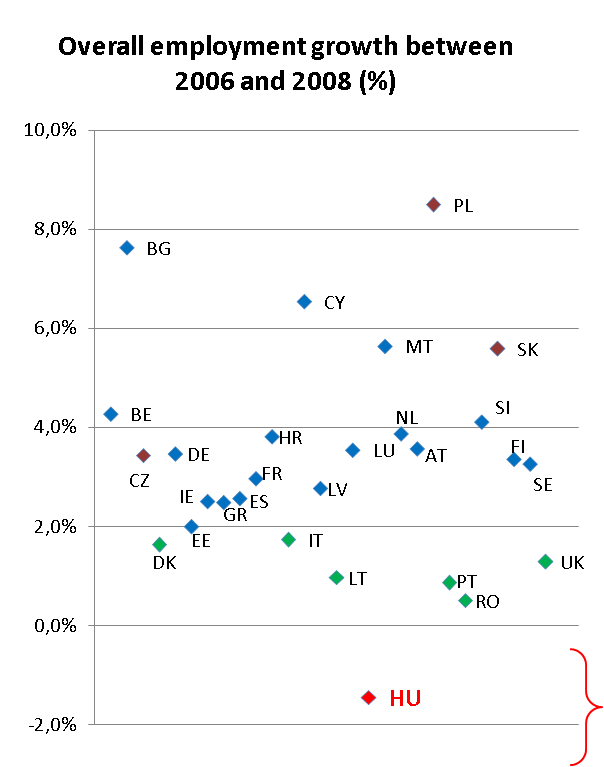 Overall employment growth between
2006 and 2008 (%)
10,0%
PL
8,0%
BG
CY
6,0%
MT
SK
BE
SI
NL
4,0%
HR
FI
DE
LU
AT
CZ
FR
SE
LV
IE
ES
GR
2,0%
EE
IT
DK
UK
LT
PT
RO
0,0%
HU
-2,0%